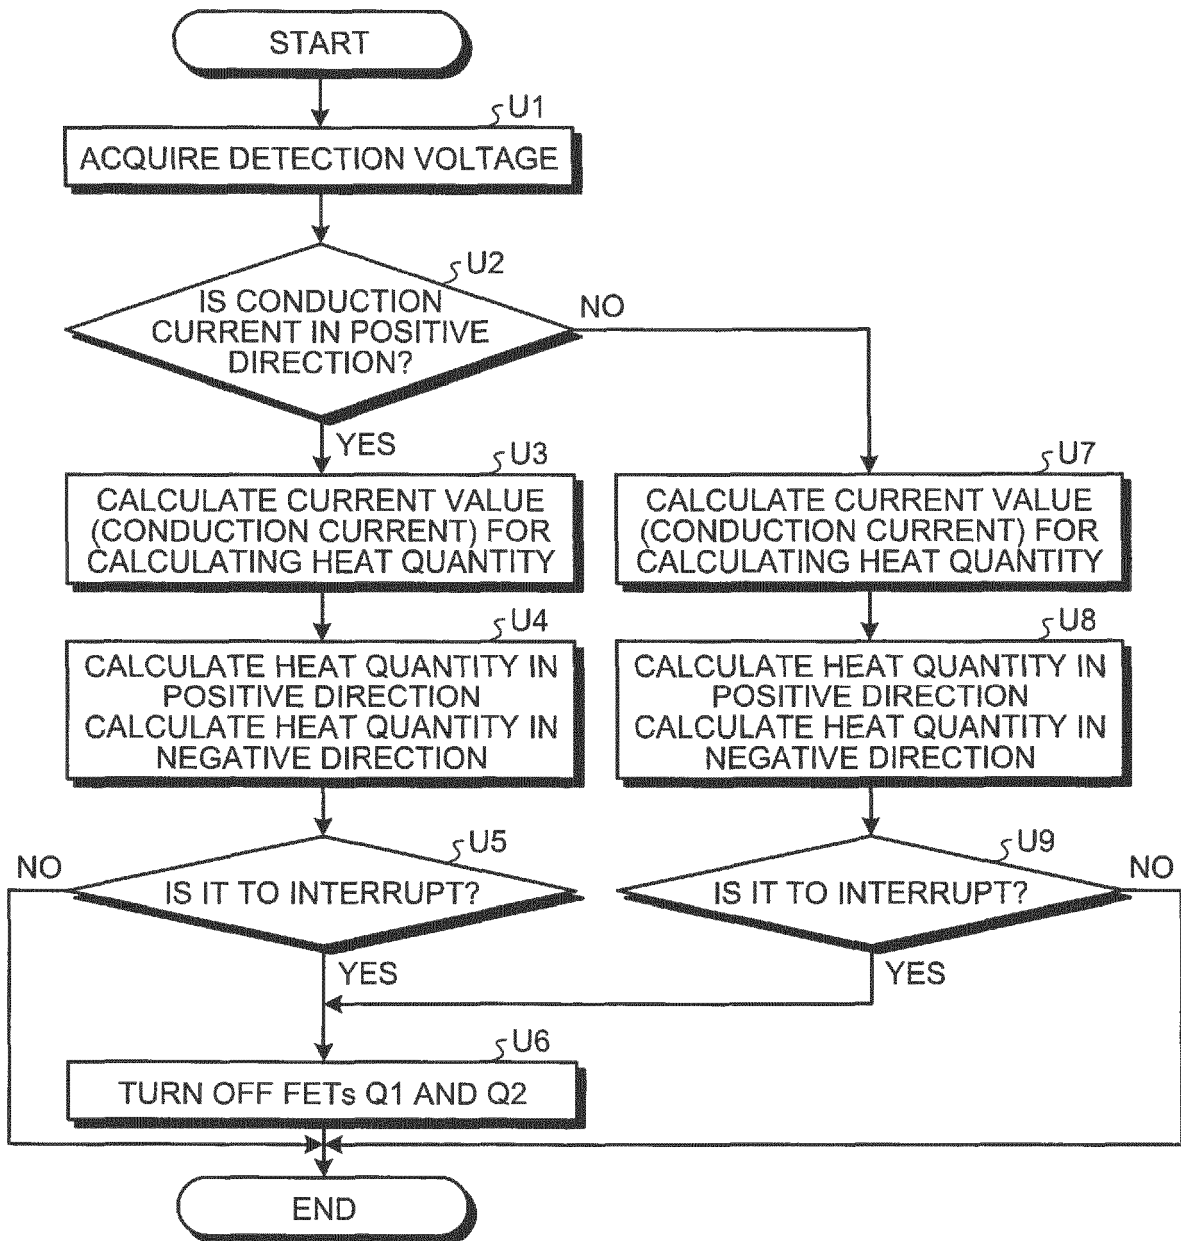 START
U1
ACQUIRE DETECTION VOLTAGE
U2
IS CONDUCTION
CURRENT IN POSITIVE
DIRECTION?
NO
YES
U3
CALCULATE CURRENT VALUE
(CONDUCTION CURRENT) FOR
CALCULATING HEAT QUANTITY
U7
CALCULATE CURRENT VALUE
(CONDUCTION CURRENT) FOR
CALCULATING HEAT QUANTITY
U4
CALCULATE HEAT QUANTITY IN
POSITIVE DIRECTION
CALCULATE HEAT QUANTITY IN
NEGATIVE DIRECTION
U8
CALCULATE HEAT QUANTITY IN
POSITIVE DIRECTION
CALCULATE HEAT QUANTITY IN
NEGATIVE DIRECTION
U5
NO
IS IT TO INTERRUPT?
YES
U9
NO
IS IT TO INTERRUPT?
YES
U6
TURN OFF FETs Q1 AND Q2
END